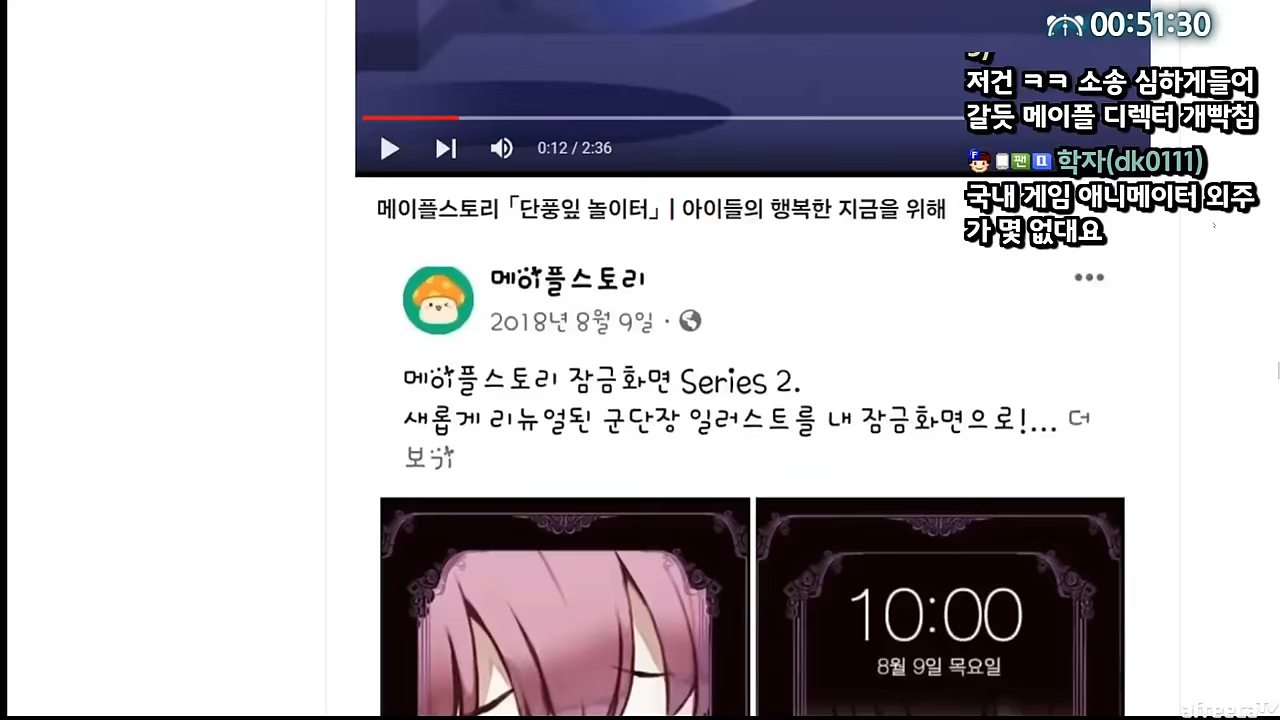 00:51:30
저건 ㅋㅋ 소송 심하게들어
갈듯 메이플 디렉터 개빡침
팬 학자(dk0111)
국내 게임 애니메이터 외주
가 몇 없대요
0:12 / 2:36
메이플스토리 「단풍잎 놀이터」 | 아이들의 행복한 지금을 위해
메이플스토리
2018년 8월 9일 ·
메이플스토리 잠금화면 Series 2.
새롭게 리뉴얼된 군단장 일러스트를 내 잠금화면으로!... 더
보기
10:00
8월 9일 목요일
afreecaTV